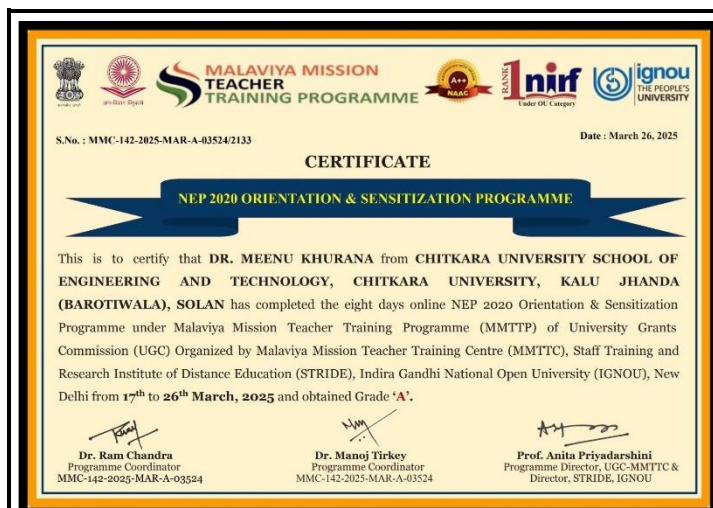 MALAVIYA MISSION
TEACHER
TRAINING PROGRAMME
A++
NAAC
RANK
1nirf
Under OU Category
ignou
THE PEOPLE'S
UNIVERSITY
S.No. : MMC-142-2025-MAR-A-03524/2133
Date : March 26, 2025
CERTIFICATE
NEP 2020 ORIENTATION & SENSITIZATION PROGRAMME
This is to certify that DR. MEENU KHURANA from CHITKARA UNIVERSITY SCHOOL OF
ENGINEERING AND TECHNOLOGY, CHITKARA UNIVERSITY, KALU JHANDA
(BAROTIWALA), SOLAN has completed the eight days online NEP 2020 Orientation & Sensitization
Programme under Malaviya Mission Teacher Training Programme (MMTTP) of University Grants
Commission (UGC) Organized by Malaviya Mission Teacher Training Centre (MMTTC), Staff Training and
Research Institute of Distance Education (STRIDE), Indira Gandhi National Open University (IGNOU), New
Delhi from 17th to 26th March, 2025 and obtained Grade 'A'.
Dr. Ram Chandra
Programme Coordinator
MMC-142-2025-MAR-A-03524
Dr. Manoj Tirkey
Programme Coordinator
MMC-142-2025-MAR-A-03524
Prof. Anita Priyadarshini
Programme Director, UGC-MMTTC &
Director, STRIDE, IGNOU